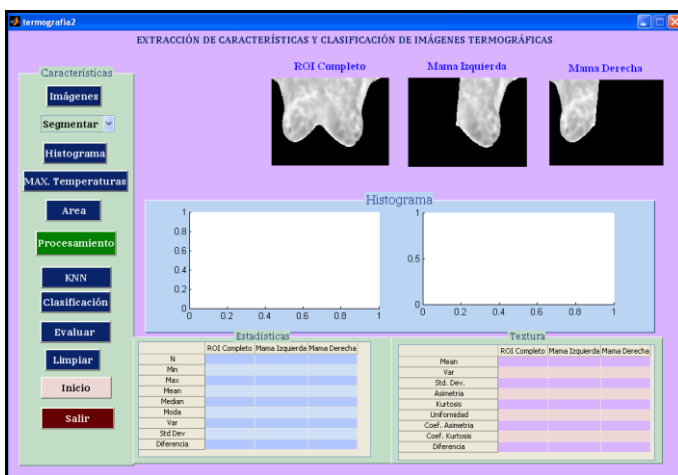 termografia2
EXTRACCIÓN DE CARACTERÍSTICAS Y CLASIFICACIÓN DE IMÁGENES TERMOGRÁFICAS
Características
Imágenes
Segmentar
Histograma
MAX. Temperaturas
Area
Procesamiento
KNN
Clasificación
Evaluar
Limpiar
Inicio
Salir
ROI Completo Mama Izquierda Mama Derecha
Histograma
1
0.8
0.6
0.4
0.2
0
0 0.2 0.4 0.6 0.8 1
1
0.5
0
0 0.2 0.4 0.6 0.8 1
Estadísticas
ROI Completo Mama Izquierda Mama Derecha
N
Min
Max
Mean
Median
Moda
Var
Std Dev
Diferencia
Textura
ROI Completo Mama Izquierda Mama Derecha
Mean
Var
Std. Dev.
Asimetria
Kurtosis
Uniformidad
Coef. Asimetria
Coef. Kurtosis
Diferencia